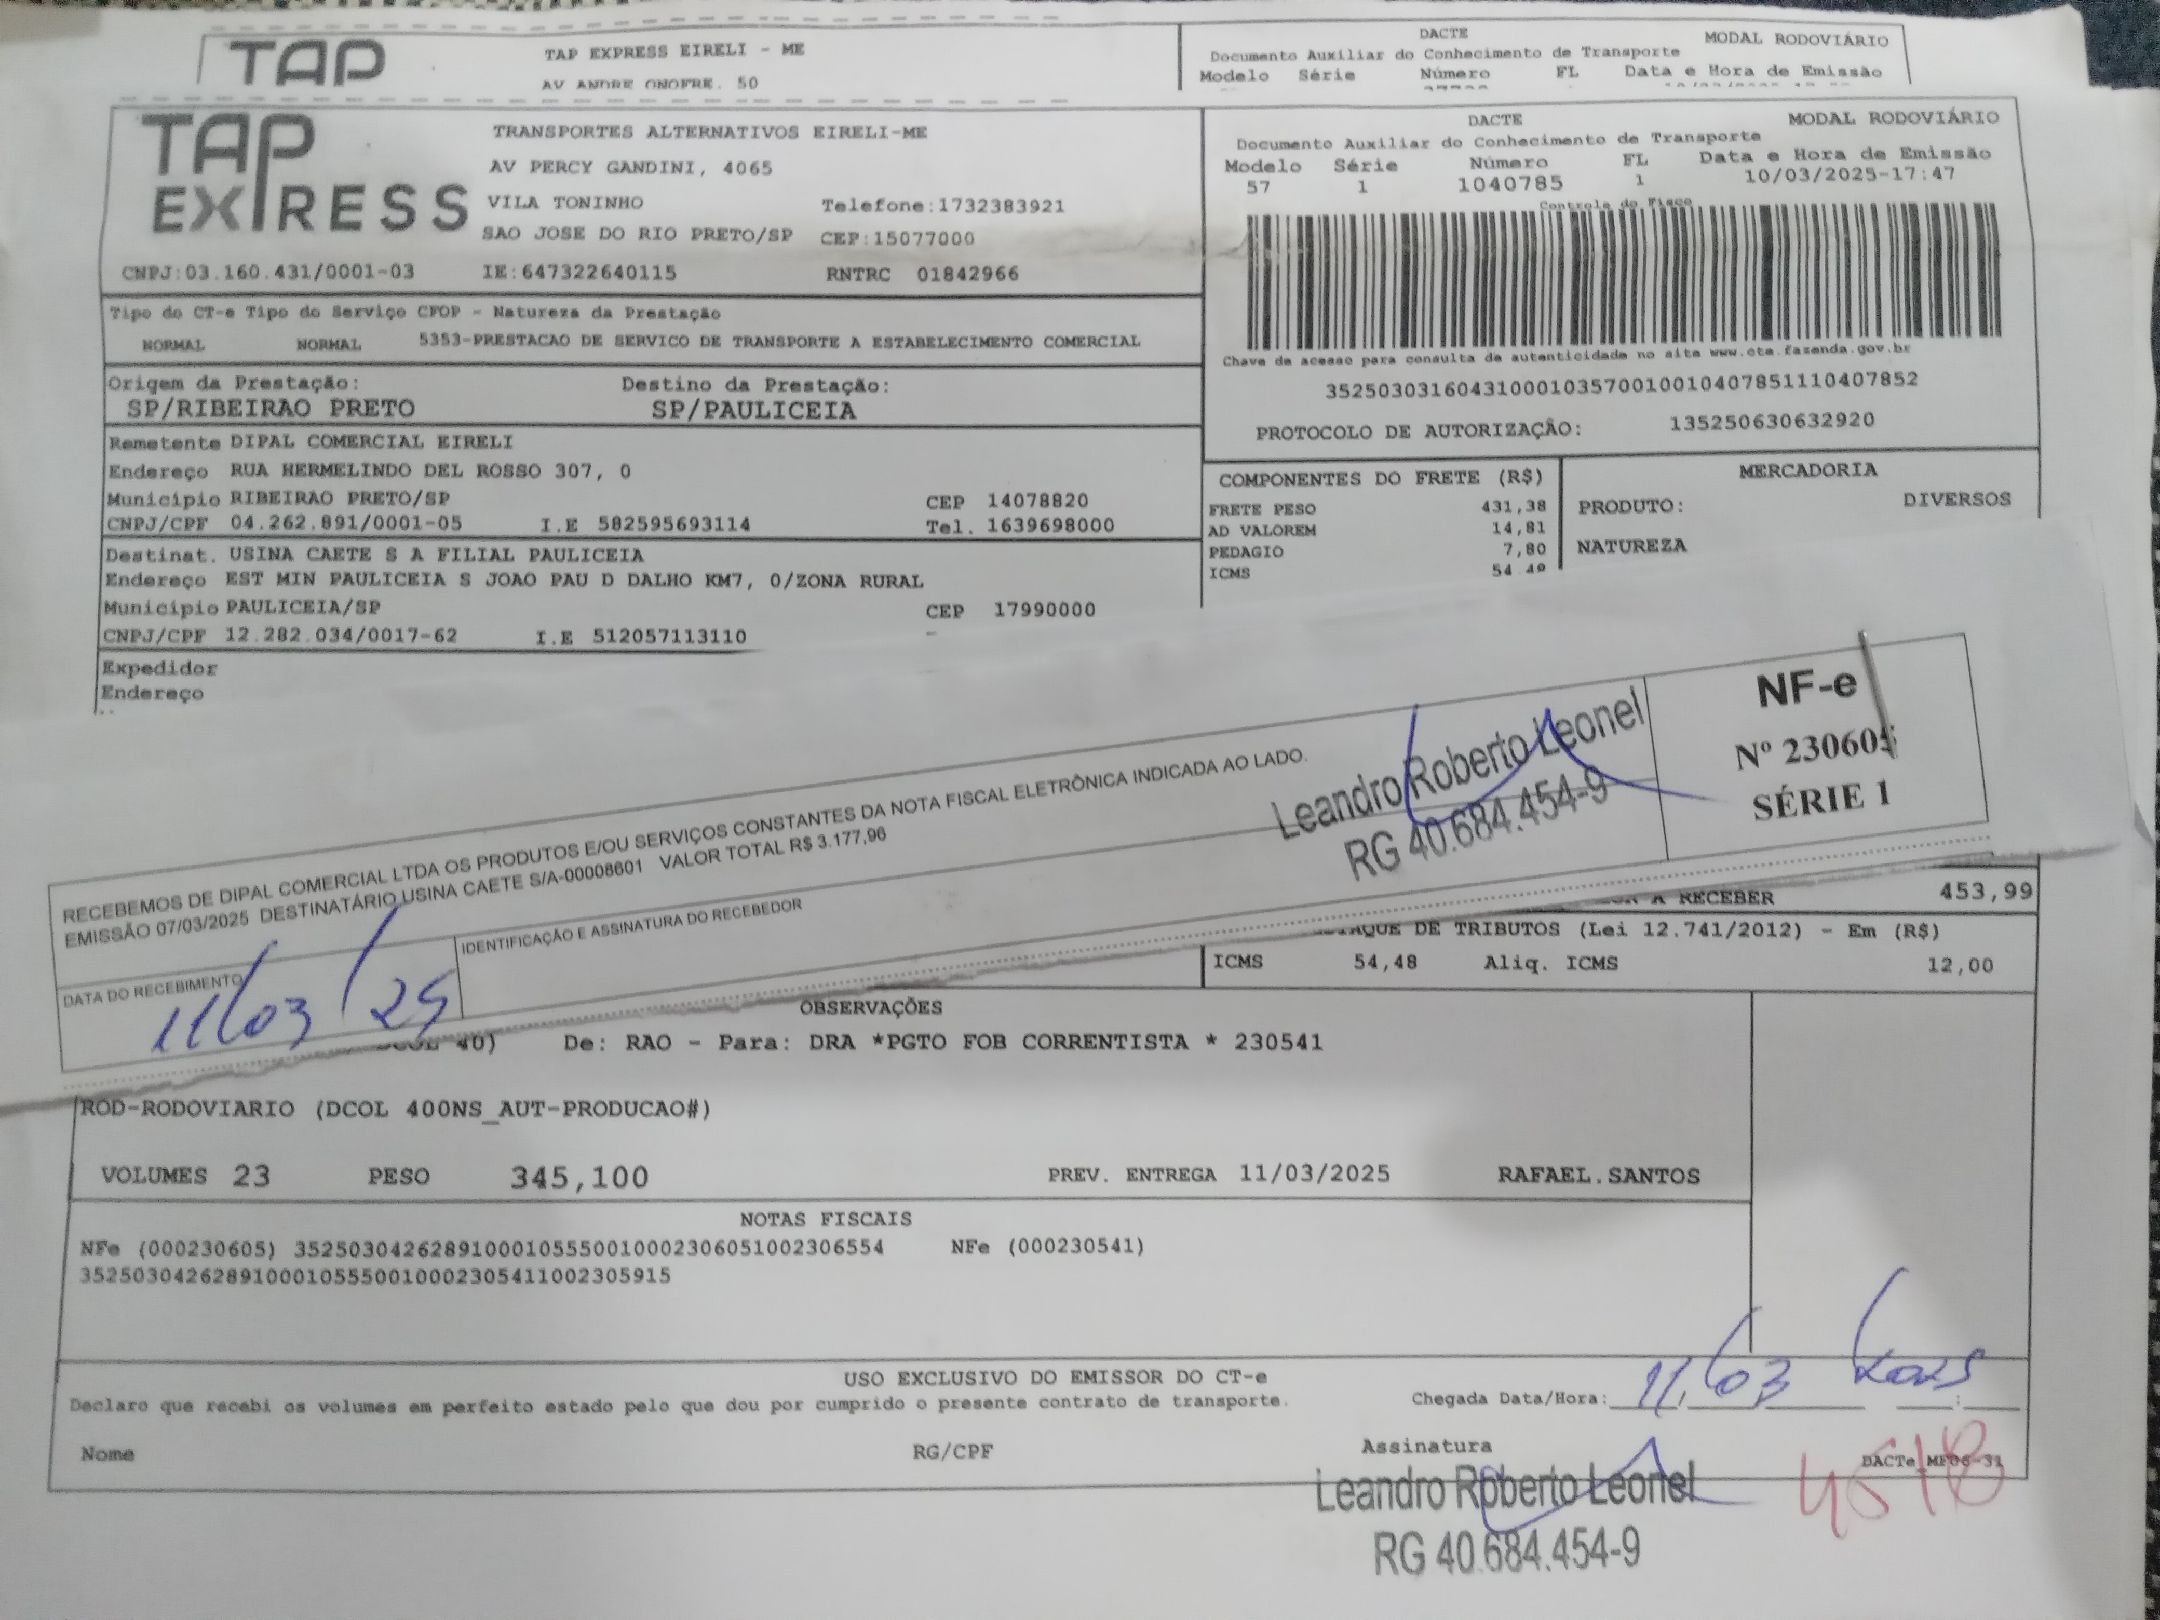 TAP
TAP EXPRESS EIRELI - ME
AV ANDRE ONOFRE, 50
DACTE
MODAL RODOVIÁRIO
Documento Auxiliar do Conhecimento de Transporte
Modelo Série Número FL Data e Hora de Emissão
TAP EXPRESS
TRANSPORTES ALTERNATIVOS EIRELI-ME
AV PERCY GANDINI, 4065
VILA TONINHO Telefone:1732383921
SAO JOSE DO RIO PRETO/SP CEP:15077000
CNPJ:03.160.431/0001-03 IE:647322640115 RNTRC 01842966
DACTE MODAL RODOVIÁRIO
Documento Auxiliar do Conhecimento de Transporte
Modelo Série Número FL Data e Hora de Emissão
57 1 1040785 1 10/03/2025-17:47
Controle do Fisco
Chave de acesso para consulta de autenticidade no site www.cte.fazenda.gov.br
35250303160431000103570010010407851110407852
PROTOCOLO DE AUTORIZAÇÃO: 135250630632920
Tipo do CT-e Tipo do Serviço CFOP - Natureza da Prestação
NORMAL NORMAL 5353-PRESTACAO DE SERVICO DE TRANSPORTE A ESTABELECIMENTO COMERCIAL
Origem da Prestação: Destino da Prestação:
SP/RIBEIRAO PRETO SP/PAULICEIA
Remetente DIPAL COMERCIAL EIRELI
Endereço RUA HERMELINDO DEL ROSSO 307, 0
Município RIBEIRAO PRETO/SP CEP 14078820
CNPJ/CPF 04.262.891/0001-05 I.E 582595693114 Tel. 1639698000
Destinat. USINA CAETE S A FILIAL PAULICEIA
Endereço EST MIN PAULICEIA S JOAO PAU D DALHO KM7, 0/ZONA RURAL
Município PAULICEIA/SP CEP 17990000
CNPJ/CPF 12.282.034/0017-62 I.E 512057113110 -
Expedidor
Endereço
COMPONENTES DO FRETE (R$)
FRETE PESO 431,38
AD VALOREM 14,81
PEDAGIO 7,80
ICMS 54,48
MERCADORIA
PRODUTO: DIVERSOS
NATUREZA
RECEBEMOS DE DIPAL COMERCIAL LTDA OS PRODUTOS E/OU SERVIÇOS CONSTANTES DA NOTA FISCAL ELETRÔNICA INDICADA AO LADO.
EMISSÃO 07/03/2025 DESTINATÁRIO USINA CAETE S/A-00008601 VALOR TOTAL R$ 3.177,96
DATA DO RECEBIMENTO
11/03/25
IDENTIFICAÇÃO E ASSINATURA DO RECEBEDOR
Leandro Roberto Leonel
RG 40.684.454-9
NF-e
Nº 230605
SÉRIE 1
A RECEBER 453,99
DE TRIBUTOS (Lei 12.741/2012) - Em (R$)
ICMS 54,48 Aliq. ICMS 12,00
OBSERVAÇÕES
40) De: RAO - Para: DRA *PGTO FOB CORRENTISTA * 230541
ROD-RODOVIARIO (DCOL 400NS_AUT-PRODUCAO#)
VOLUMES 23 PESO 345,100 PREV. ENTREGA 11/03/2025 RAFAEL.SANTOS
NOTAS FISCAIS
NFe (000230605) 35250304262891000105550010002306051002306554 NFe (000230541)
35250304262891000105550010002305411002305915
USO EXCLUSIVO DO EMISSOR DO CT-e
Declaro que recebi os volumes em perfeito estado pelo que dou por cumprido o presente contrato de transporte.
Chegada Data/Hora: 11/03/2025
Nome RG/CPF Assinatura
DACTe_MF06-31
Leandro Roberto Leonel
RG 40.684.454-9